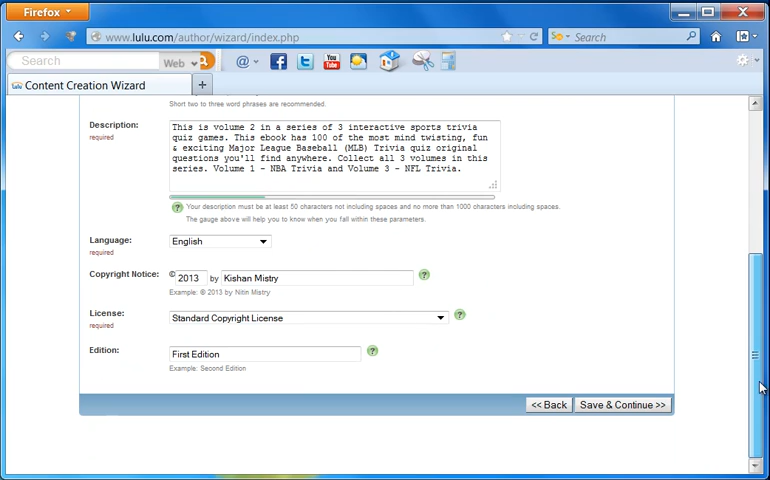 Firefox
www.lulu.com/author/wizard/index.php
Search
Search
Web
@
You Tube
Content Creation Wizard
Short two to three word phrases are recommended.
Description:
required
This is volume 2 in a series of 3 interactive sports trivia
quiz games. This ebook has 100 of the most mind twisting, fun
& exciting Major League Baseball (MLB) Trivia quiz original
questions you'll find anywhere. Collect all 3 volumes in this
series. Volume 1 - NBA Trivia and Volume 3 - NFL Trivia.
? Your description must be at least 50 characters not including spaces and no more than 1000 characters including spaces.
The gauge above will help you to know when you fall within these parameters.
Language:
required
English
Copyright Notice:
© 2013 by Kishan Mistry ?
Example: © 2013 by Nitin Mistry
License:
required
Standard Copyright License ?
Edition:
First Edition ?
Example: Second Edition
<< Back Save & Continue >>